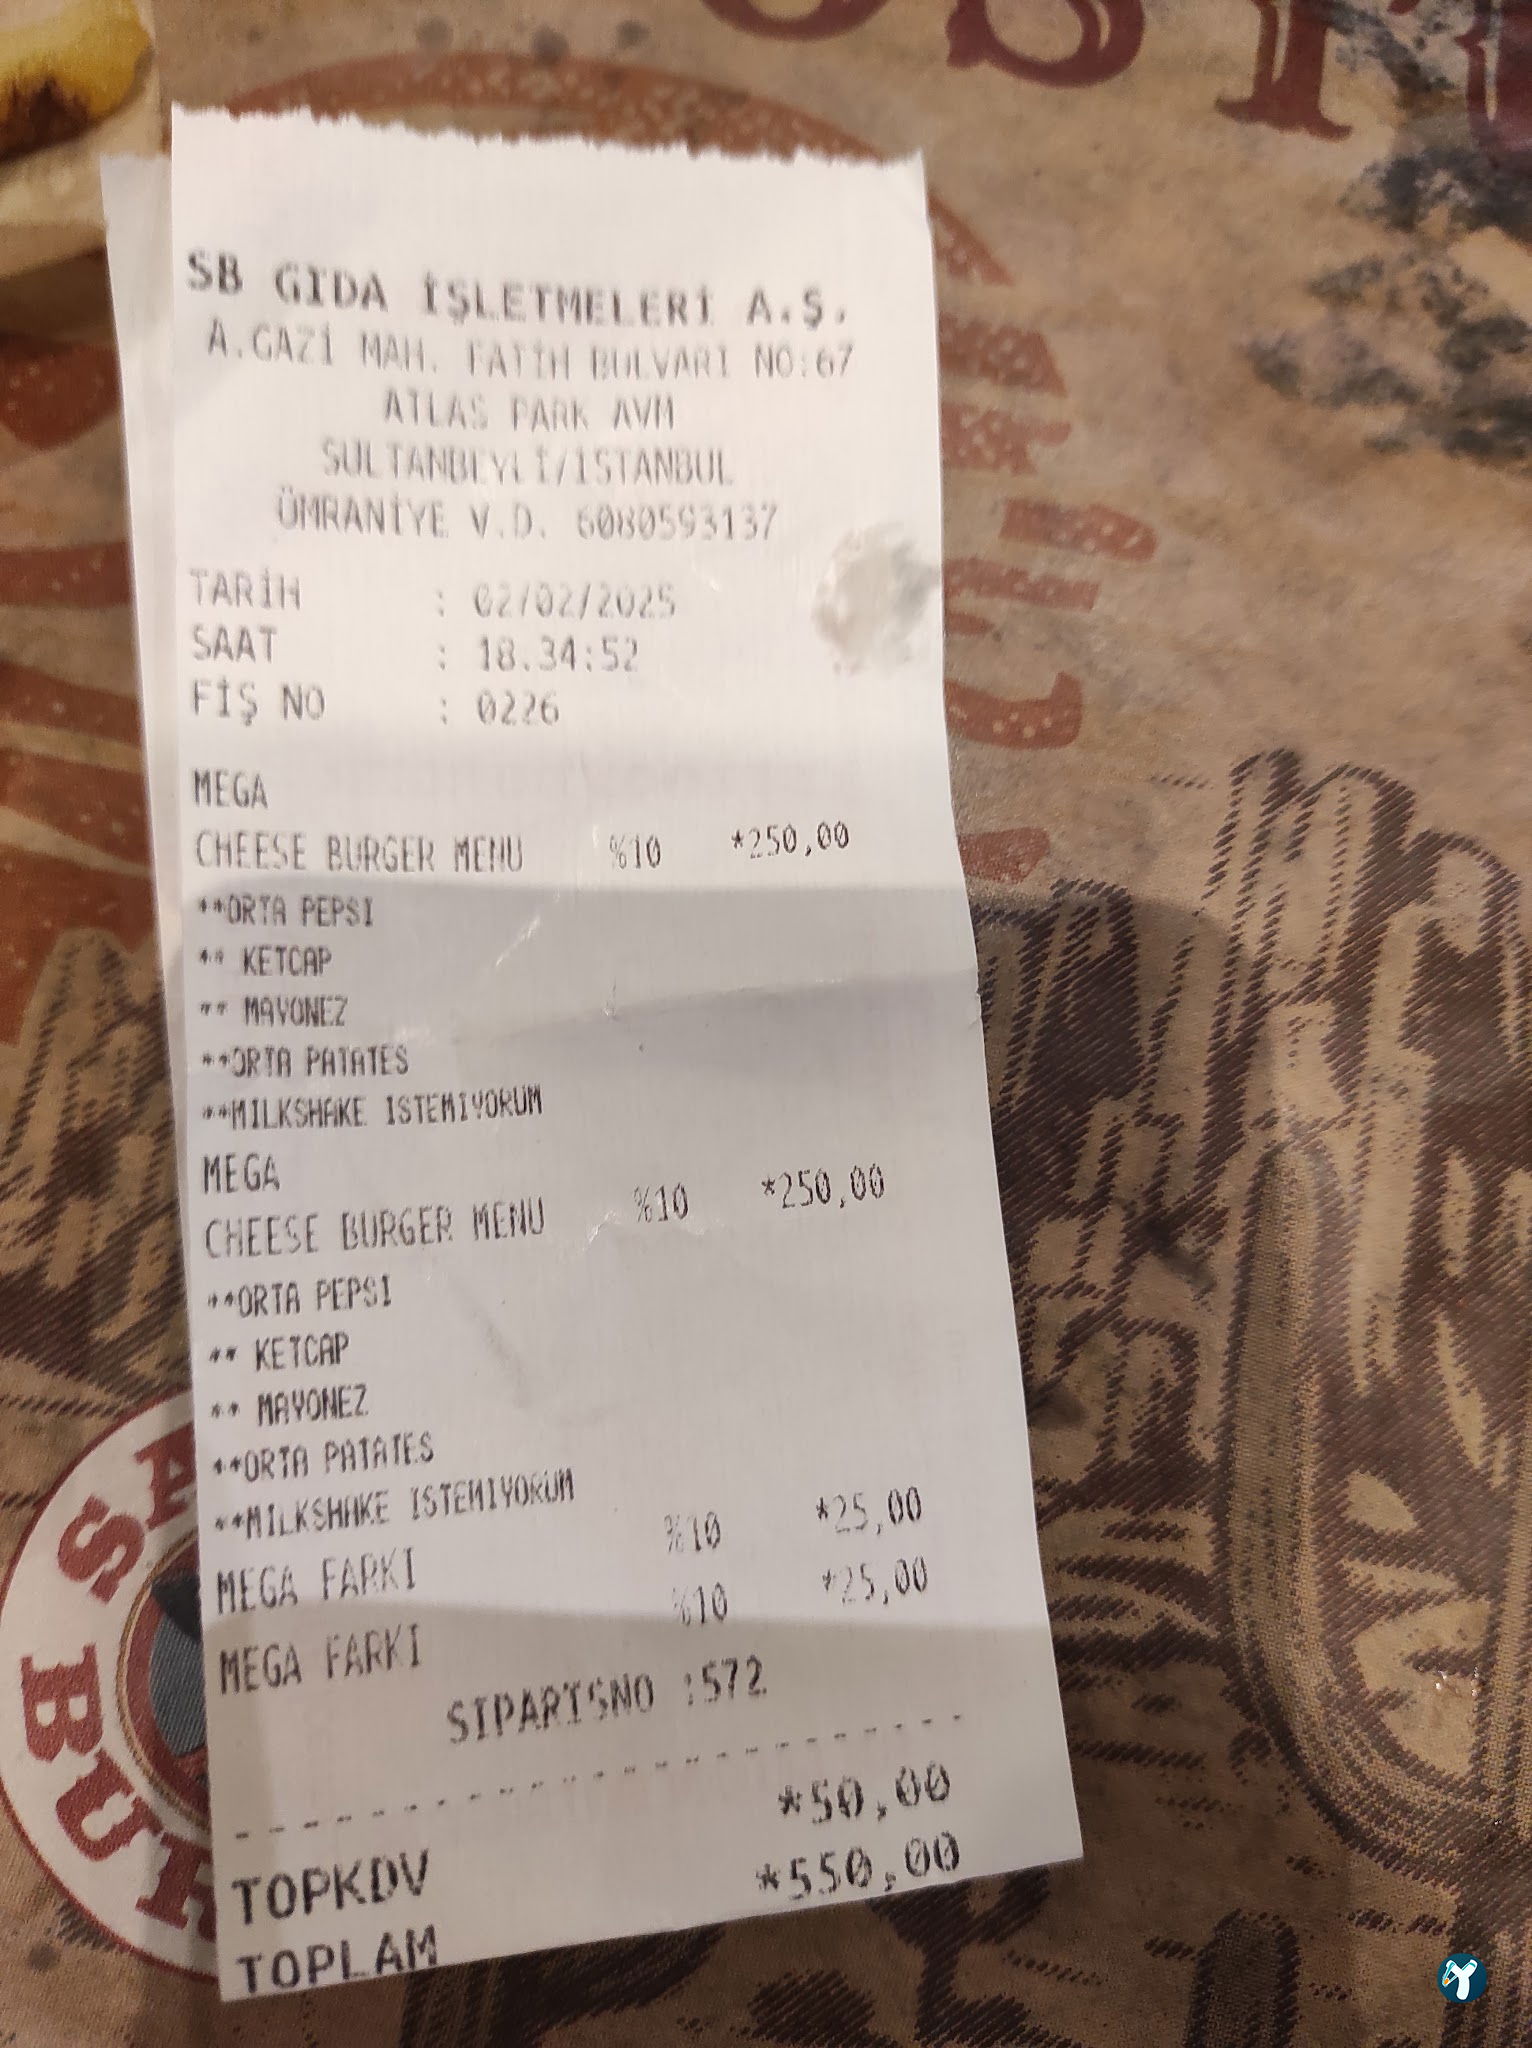 SB GIDA İŞLETMELERİ A.Ş.
A.GAZİ MAH. FATİH BULVARI NO:67
ATLAS PARK AVM
SULTANBEYLİ/İSTANBUL
ÜMRANİYE V.D. 6080593137
TARİH : 02/02/2025
SAAT : 18.34:52
FİŞ NO : 0226
MEGA
CHEESE BURGER MENU %10 *250,00
**ORTA PEPSI
** KETCAP
** MAYONEZ
**ORTA PATATES
**MILKSHAKE ISTEMIYORUM
MEGA
CHEESE BURGER MENU %10 *250,00
**ORTA PEPSI
** KETCAP
** MAYONEZ
**ORTA PATATES
**MILKSHAKE ISTEMIYORUM
MEGA FARKI %10 *25,00
MEGA FARKI %10 *25,00
SIPARISNO :572
TOPKDV *50,00
TOPLAM *550,00